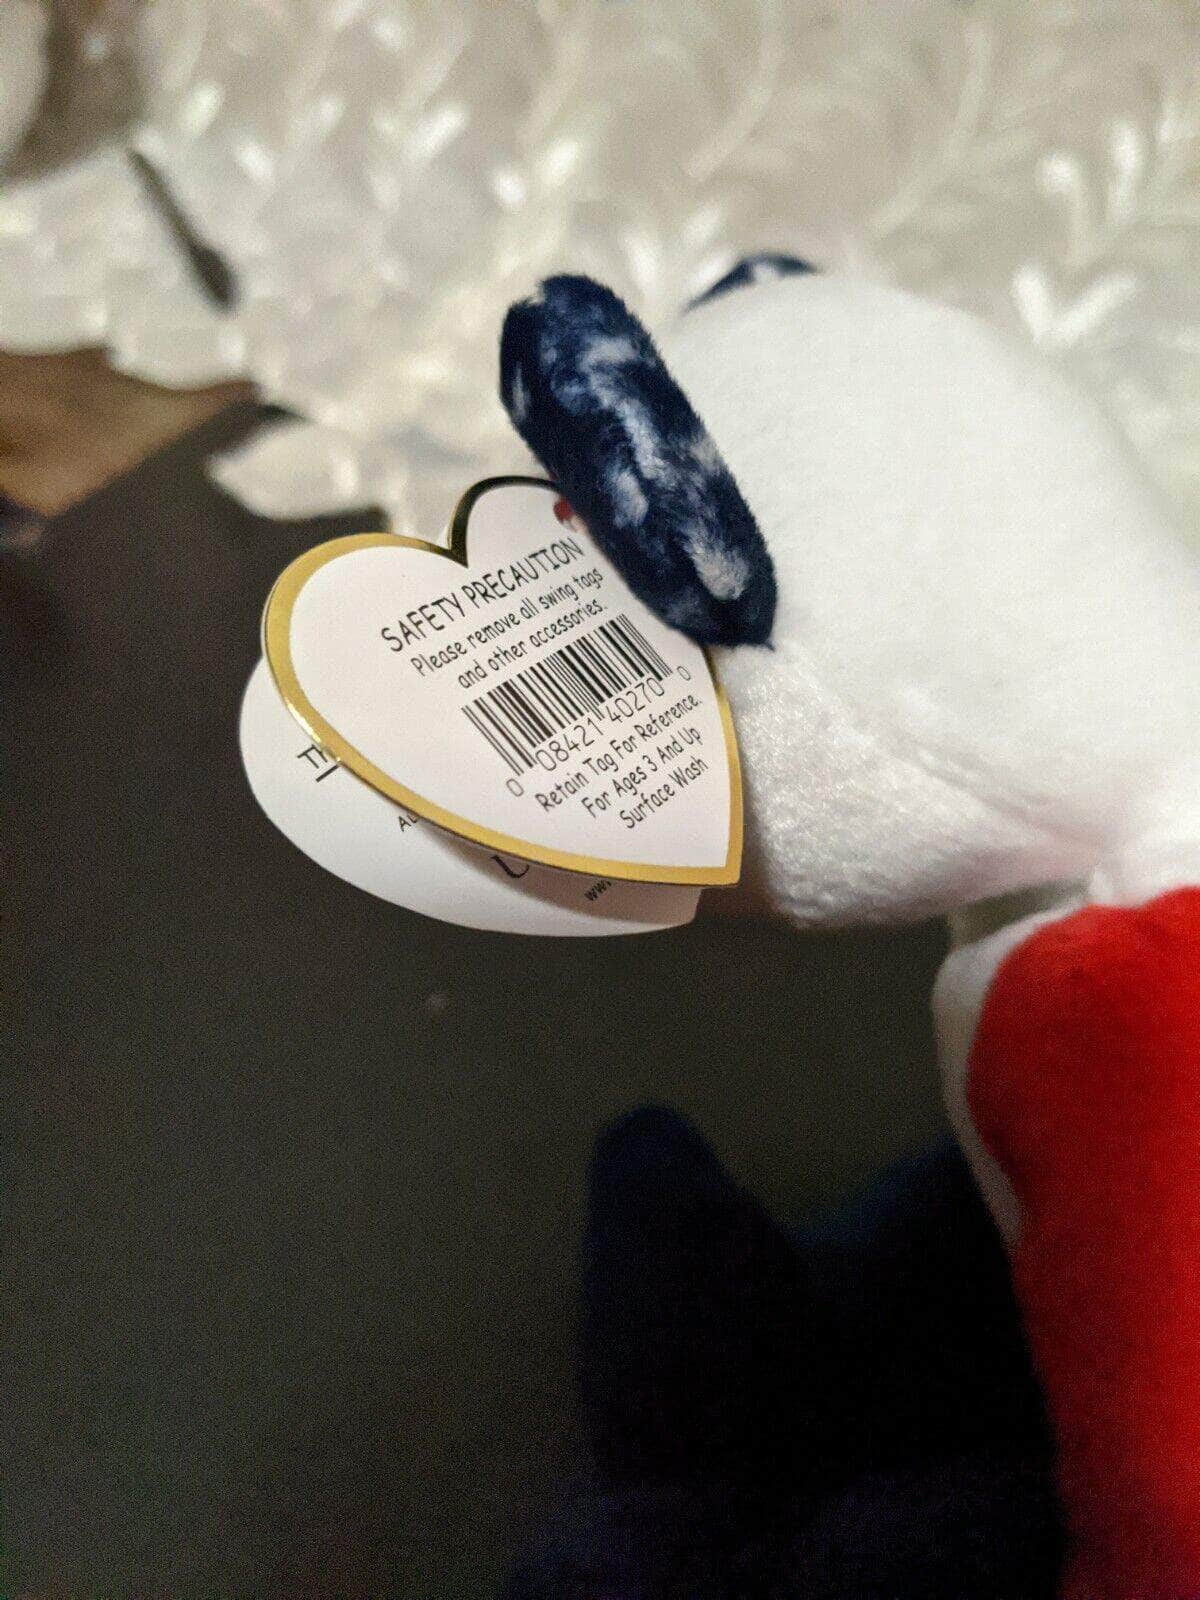 SAFETY PRECAUTION
Please remove all swing tags
and other accessories.
0 08421 40270 0
Retain Tag For Reference.
For Ages 3 And Up
Surface Wash